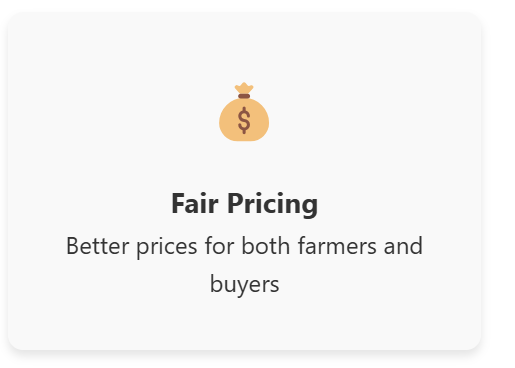 $
Fair Pricing
Better prices for both farmers and
buyers